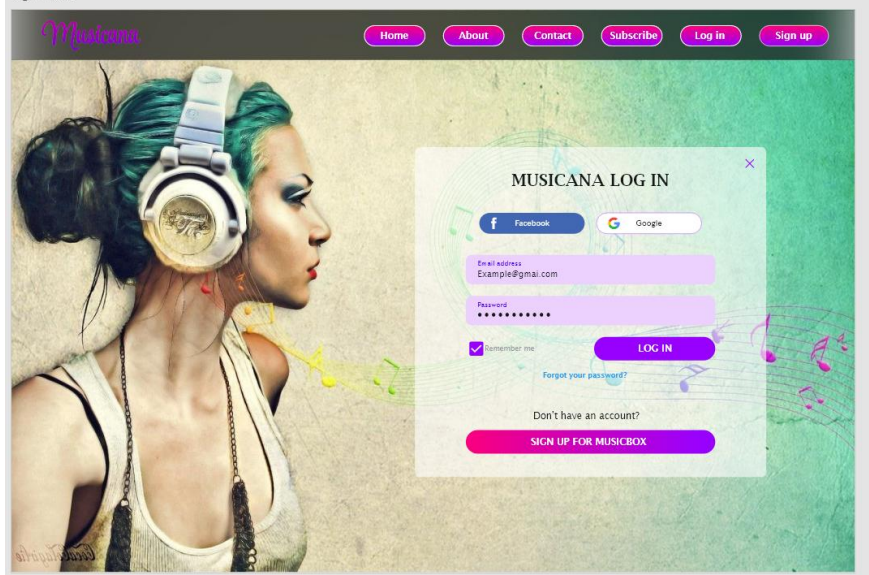 Musicana
Home About Contact Subscribe Log in Sign up
MUSICANA LOG IN
Facebook Google
Email address
Example@gmai.com
Password
Remember me LOG IN
Forgot your password?
Don't have an account?
SIGN UP FOR MUSICBOX